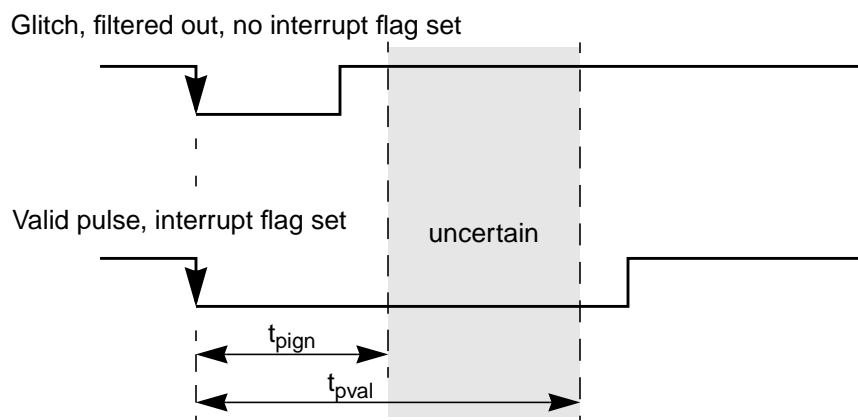 Glitch, filtered out, no interrupt flag set
Valid pulse, interrupt flag set
uncertain
tpign
tpval